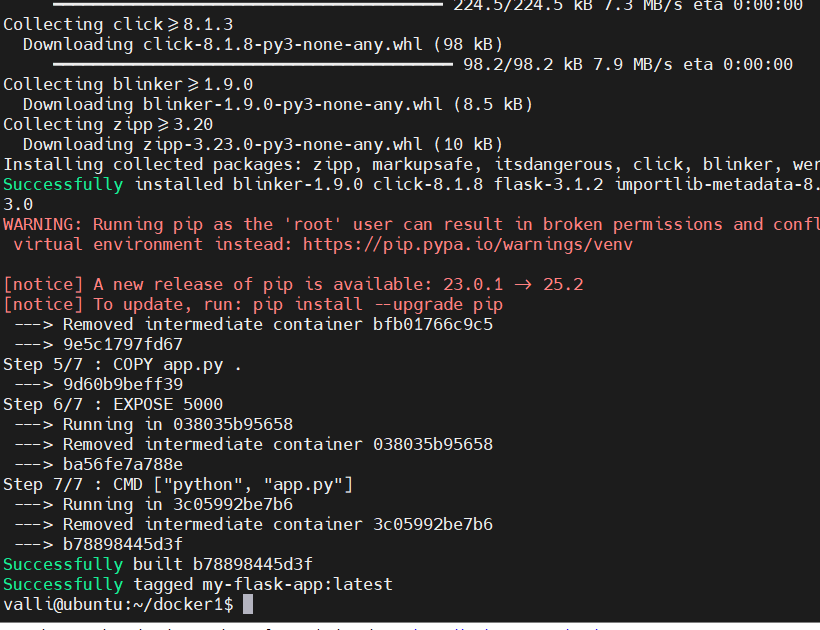 224.5/224.5 kB 7.3 MB/s eta 0:00:00
Collecting click>=8.1.3
  Downloading click-8.1.8-py3-none-any.whl (98 kB)
     ━━━━━━━━━━━━━━━━━━━━━━━━━━━━━━━━━━━━━━━━ 98.2/98.2 kB 7.9 MB/s eta 0:00:00
Collecting blinker>=1.9.0
  Downloading blinker-1.9.0-py3-none-any.whl (8.5 kB)
Collecting zipp>=3.20
  Downloading zipp-3.23.0-py3-none-any.whl (10 kB)
Installing collected packages: zipp, markupsafe, itsdangerous, click, blinker, wer
Successfully installed blinker-1.9.0 click-8.1.8 flask-3.1.2 importlib-metadata-8.
3.0
WARNING: Running pip as the 'root' user can result in broken permissions and confl
 virtual environment instead: https://pip.pypa.io/warnings/venv
[notice] A new release of pip is available: 23.0.1 -> 25.2
[notice] To update, run: pip install --upgrade pip
 ---> Removed intermediate container bfb01766c9c5
 ---> 9e5c1797fd67
Step 5/7 : COPY app.py .
 ---> 9d60b9beff39
Step 6/7 : EXPOSE 5000
 ---> Running in 038035b95658
 ---> Removed intermediate container 038035b95658
 ---> ba56fe7a788e
Step 7/7 : CMD ["python", "app.py"]
 ---> Running in 3c05992be7b6
 ---> Removed intermediate container 3c05992be7b6
 ---> b78898445d3f
Successfully built b78898445d3f
Successfully tagged my-flask-app:latest
valli@ubuntu:~/docker1$